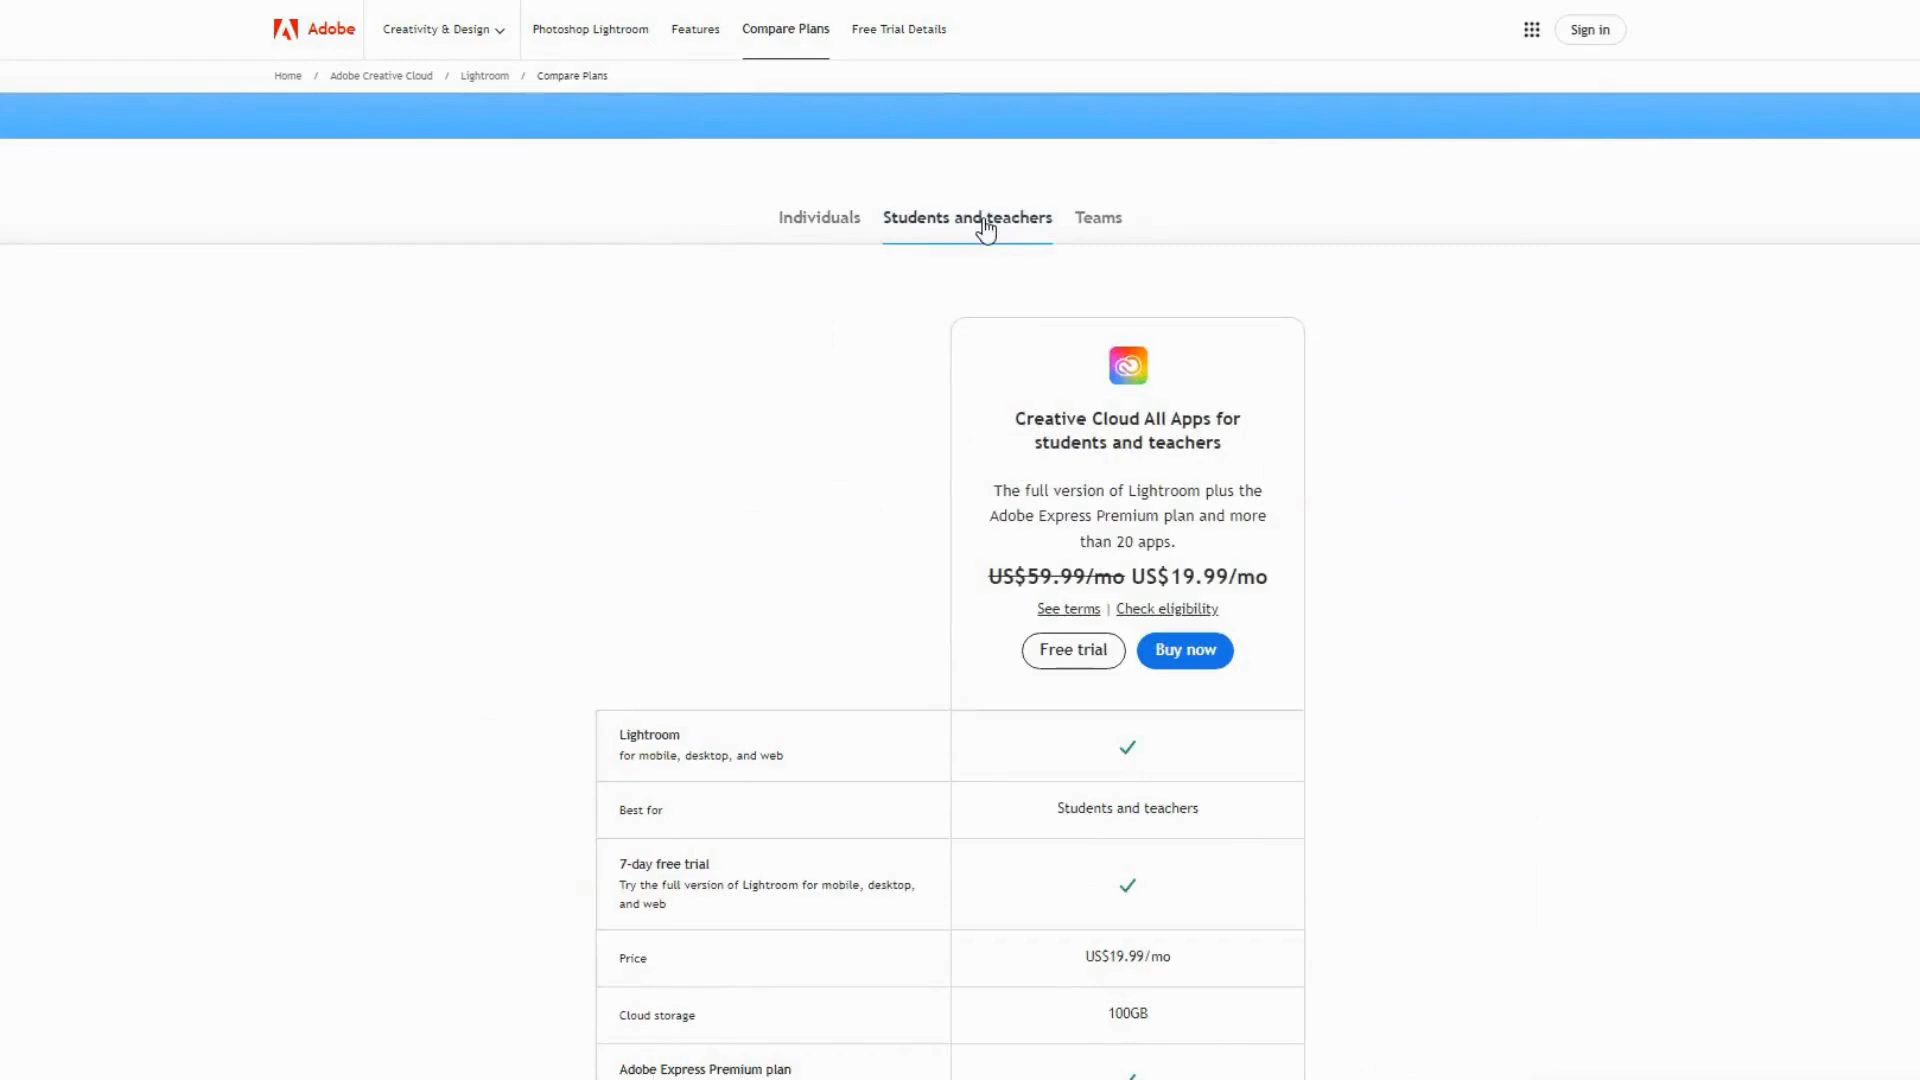 Adobe
Creativity & Design
Photoshop Lightroom
Features
Compare Plans
Free Trial Details
Sign in
Home / Adobe Creative Cloud / Lightroom / Compare Plans
Individuals
Students and teachers
Teams
Creative Cloud All Apps for
students and teachers
The full version of Lightroom plus the
Adobe Express Premium plan and more
than 20 apps.
US$59.99/mo US$19.99/mo
See terms | Check eligibility
Free trial
Buy now
Lightroom
for mobile, desktop, and web
Best for
Students and teachers
7-day free trial
Try the full version of Lightroom for mobile, desktop,
and web
Price
US$19.99/mo
Cloud storage
100GB
Adobe Express Premium plan